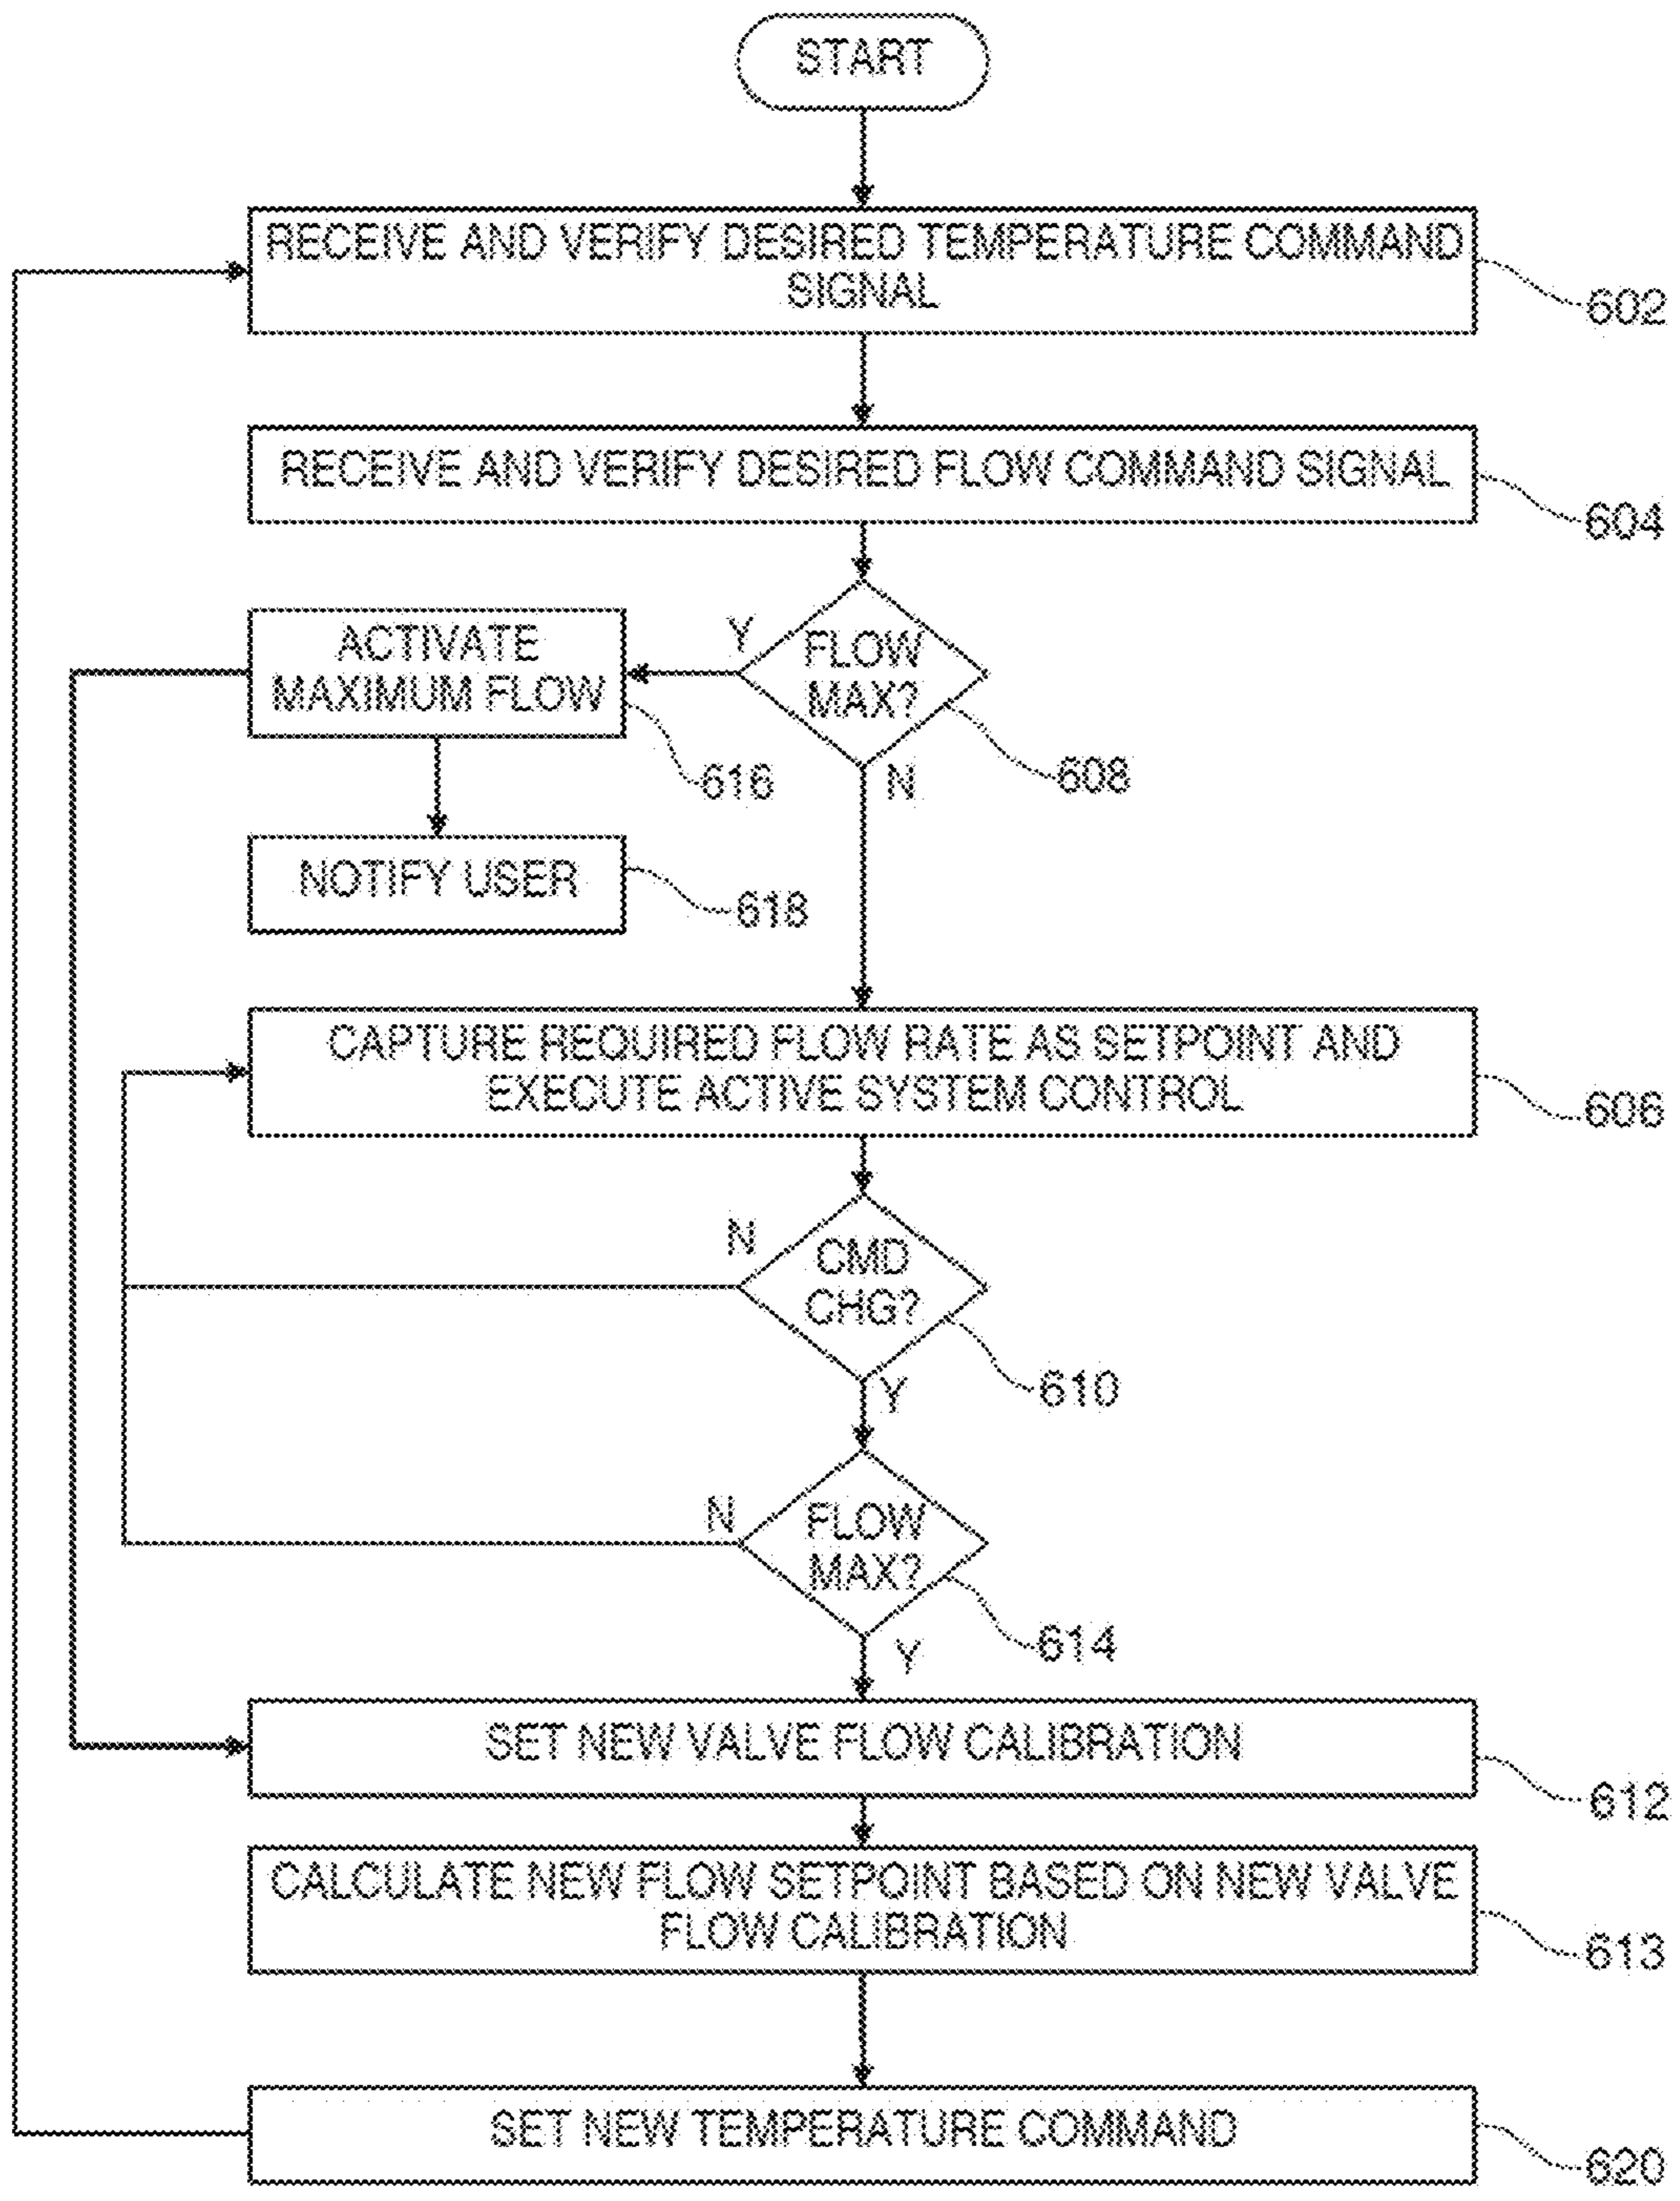 START
RECEIVE AND VERIFY DESIRED TEMPERATURE COMMAND
SIGNAL
602
RECEIVE AND VERIFY DESIRED FLOW COMMAND SIGNAL
604
ACTIVATE
MAXIMUM FLOW
616
Y
FLOW
MAX?
608
N
NOTIFY USER
618
CAPTURE REQUIRED FLOW RATE AS SETPOINT AND
EXECUTE ACTIVE SYSTEM CONTROL
606
N
CMD
CHG?
610
Y
N
FLOW
MAX?
614
Y
SET NEW VALVE FLOW CALIBRATION
612
CALCULATE NEW FLOW SETPOINT BASED ON NEW VALVE
FLOW CALIBRATION
613
SET NEW TEMPERATURE COMMAND
620